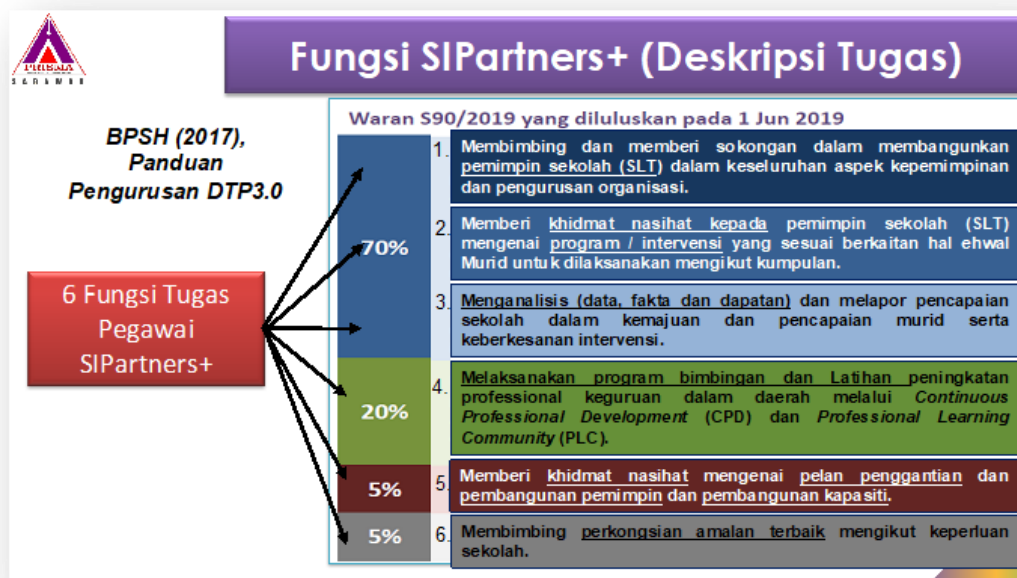 PRISMA
SARAWAK
Fungsi SIPartners+ (Deskripsi Tugas)
BPSH (2017),
Panduan
Pengurusan DTP3.0
6 Fungsi Tugas
Pegawai
SIPartners+
Waran S90/2019 yang diluluskan pada 1 Jun 2019
70%
1. Membimbing dan memberi sokongan dalam membangunkan
pemimpin sekolah (SLT) dalam keseluruhan aspek kepemimpinan
dan pengurusan organisasi.
2. Memberi khidmat nasihat kepada pemimpin sekolah (SLT)
mengenai program / intervensi yang sesuai berkaitan hal ehwal
Murid untuk dilaksanakan mengikut kumpulan.
3. Menganalisis (data, fakta dan dapatan) dan melapor pencapaian
sekolah dalam kemajuan dan pencapaian murid serta
keberkesanan intervensi.
20%
4. Melaksanakan program bimbingan dan Latihan peningkatan
professional keguruan dalam daerah melalui Continuous
Professional Development (CPD) dan Professional Learning
Community (PLC).
5%
5. Memberi khidmat nasihat mengenai pelan penggantian dan
pembangunan pemimpin dan pembangunan kapasiti.
5%
6. Membimbing perkongsian amalan terbaik mengikut keperluan
sekolah.